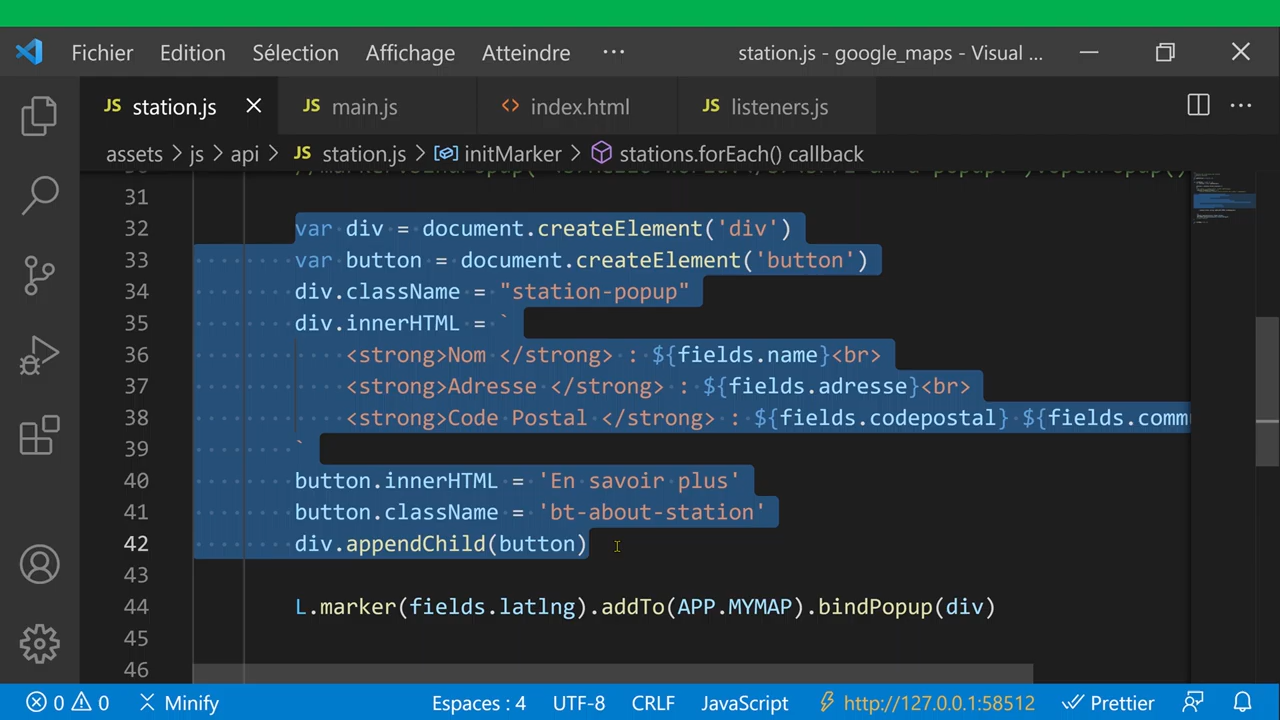 Fichier Edition Sélection Affichage Atteindre ··· station.js - google_maps - Visual ...
JS station.js JS main.js <> index.html JS listeners.js ···
assets > js > api > JS station.js > initMarker > stations.forEach() callback
31
32 var div = document.createElement('div')
33 var button = document.createElement('button')
34 div.className = "station-popup"
35 div.innerHTML = `
36 <strong>Nom </strong> : ${fields.name}<br>
37 <strong>Adresse </strong> : ${fields.adresse}<br>
38 <strong>Code Postal </strong> : ${fields.codepostal} ${fields.comm
39 `
40 button.innerHTML = 'En savoir plus'
41 button.className = 'bt-about-station'
42 div.appendChild(button)
43
44 L.marker(fields.latlng).addTo(APP.MYMAP).bindPopup(div)
45
46
0 0 Minify Espaces : 4 UTF-8 CRLF JavaScript http://127.0.0.1:58512 Prettier